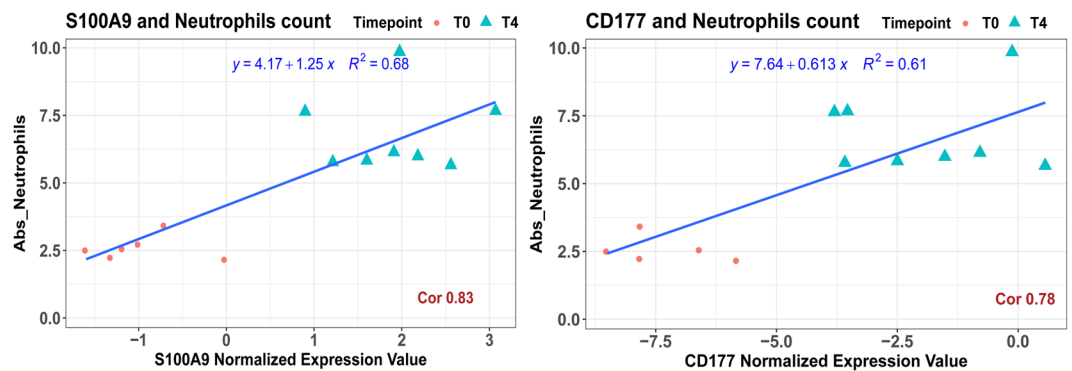 S100A9 and Neutrophils count Timepoint T0 T4
y = 4.17 + 1.25 x R² = 0.68
10.0
7.5
5.0
2.5
0.0
Abs_Neutrophils
Cor 0.83
−1 0 1 2 3
S100A9 Normalized Expression Value
CD177 and Neutrophils count Timepoint T0 T4
y = 7.64 + 0.613 x R² = 0.61
10.0
7.5
5.0
2.5
0.0
Abs_Neutrophils
Cor 0.78
−7.5 −5.0 −2.5 0.0
CD177 Normalized Expression Value